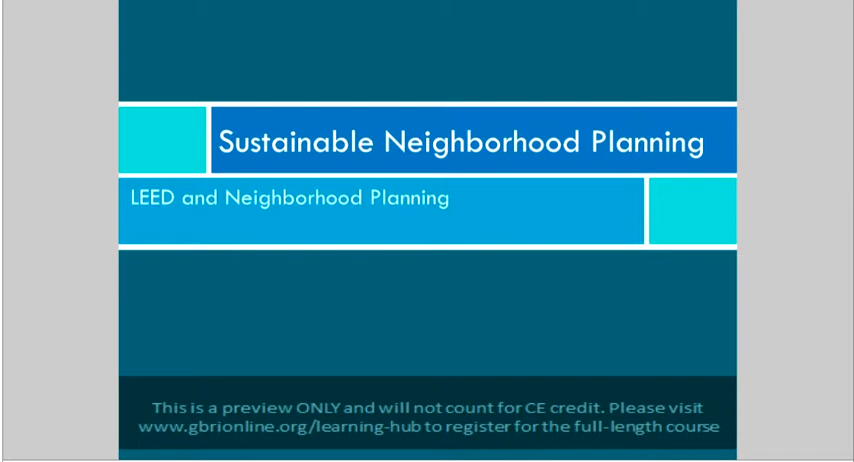 Sustainable Neighborhood Planning
LEED and Neighborhood Planning
This is a preview ONLY and will not count for CE credit. Please visit
www.gbrionline.org/learning-hub to register for the full-length course